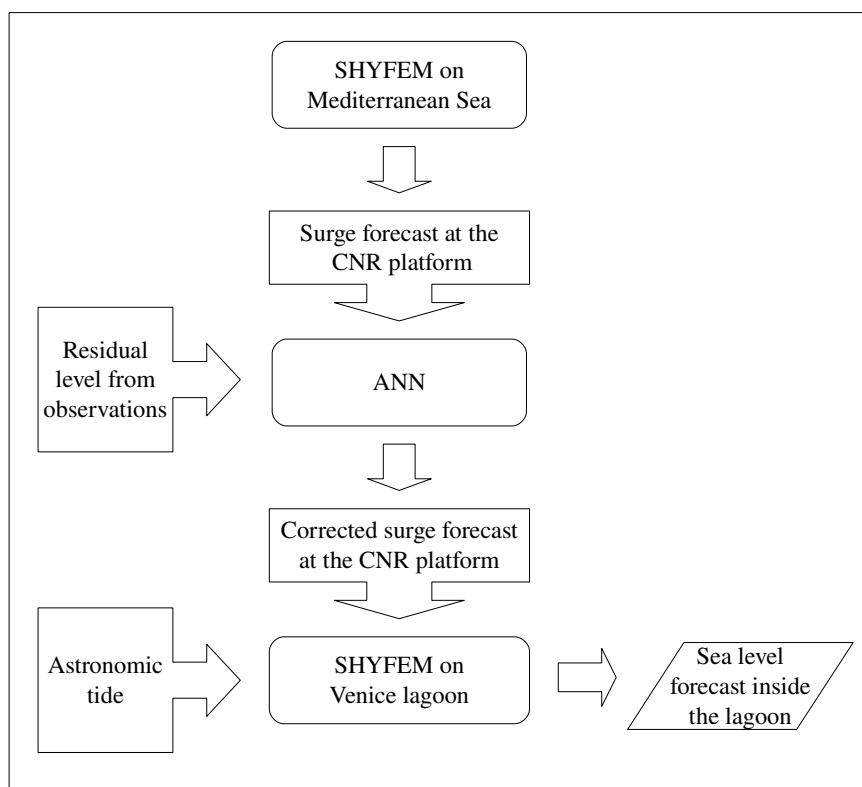 SHYFEM on
Mediterranean Sea
Surge forecast at the
CNR platform
Residual
level from
observations
ANN
Corrected surge forecast
at the CNR platform
Astronomic
tide
SHYFEM on
Venice lagoon
Sea level
forecast inside
the lagoon